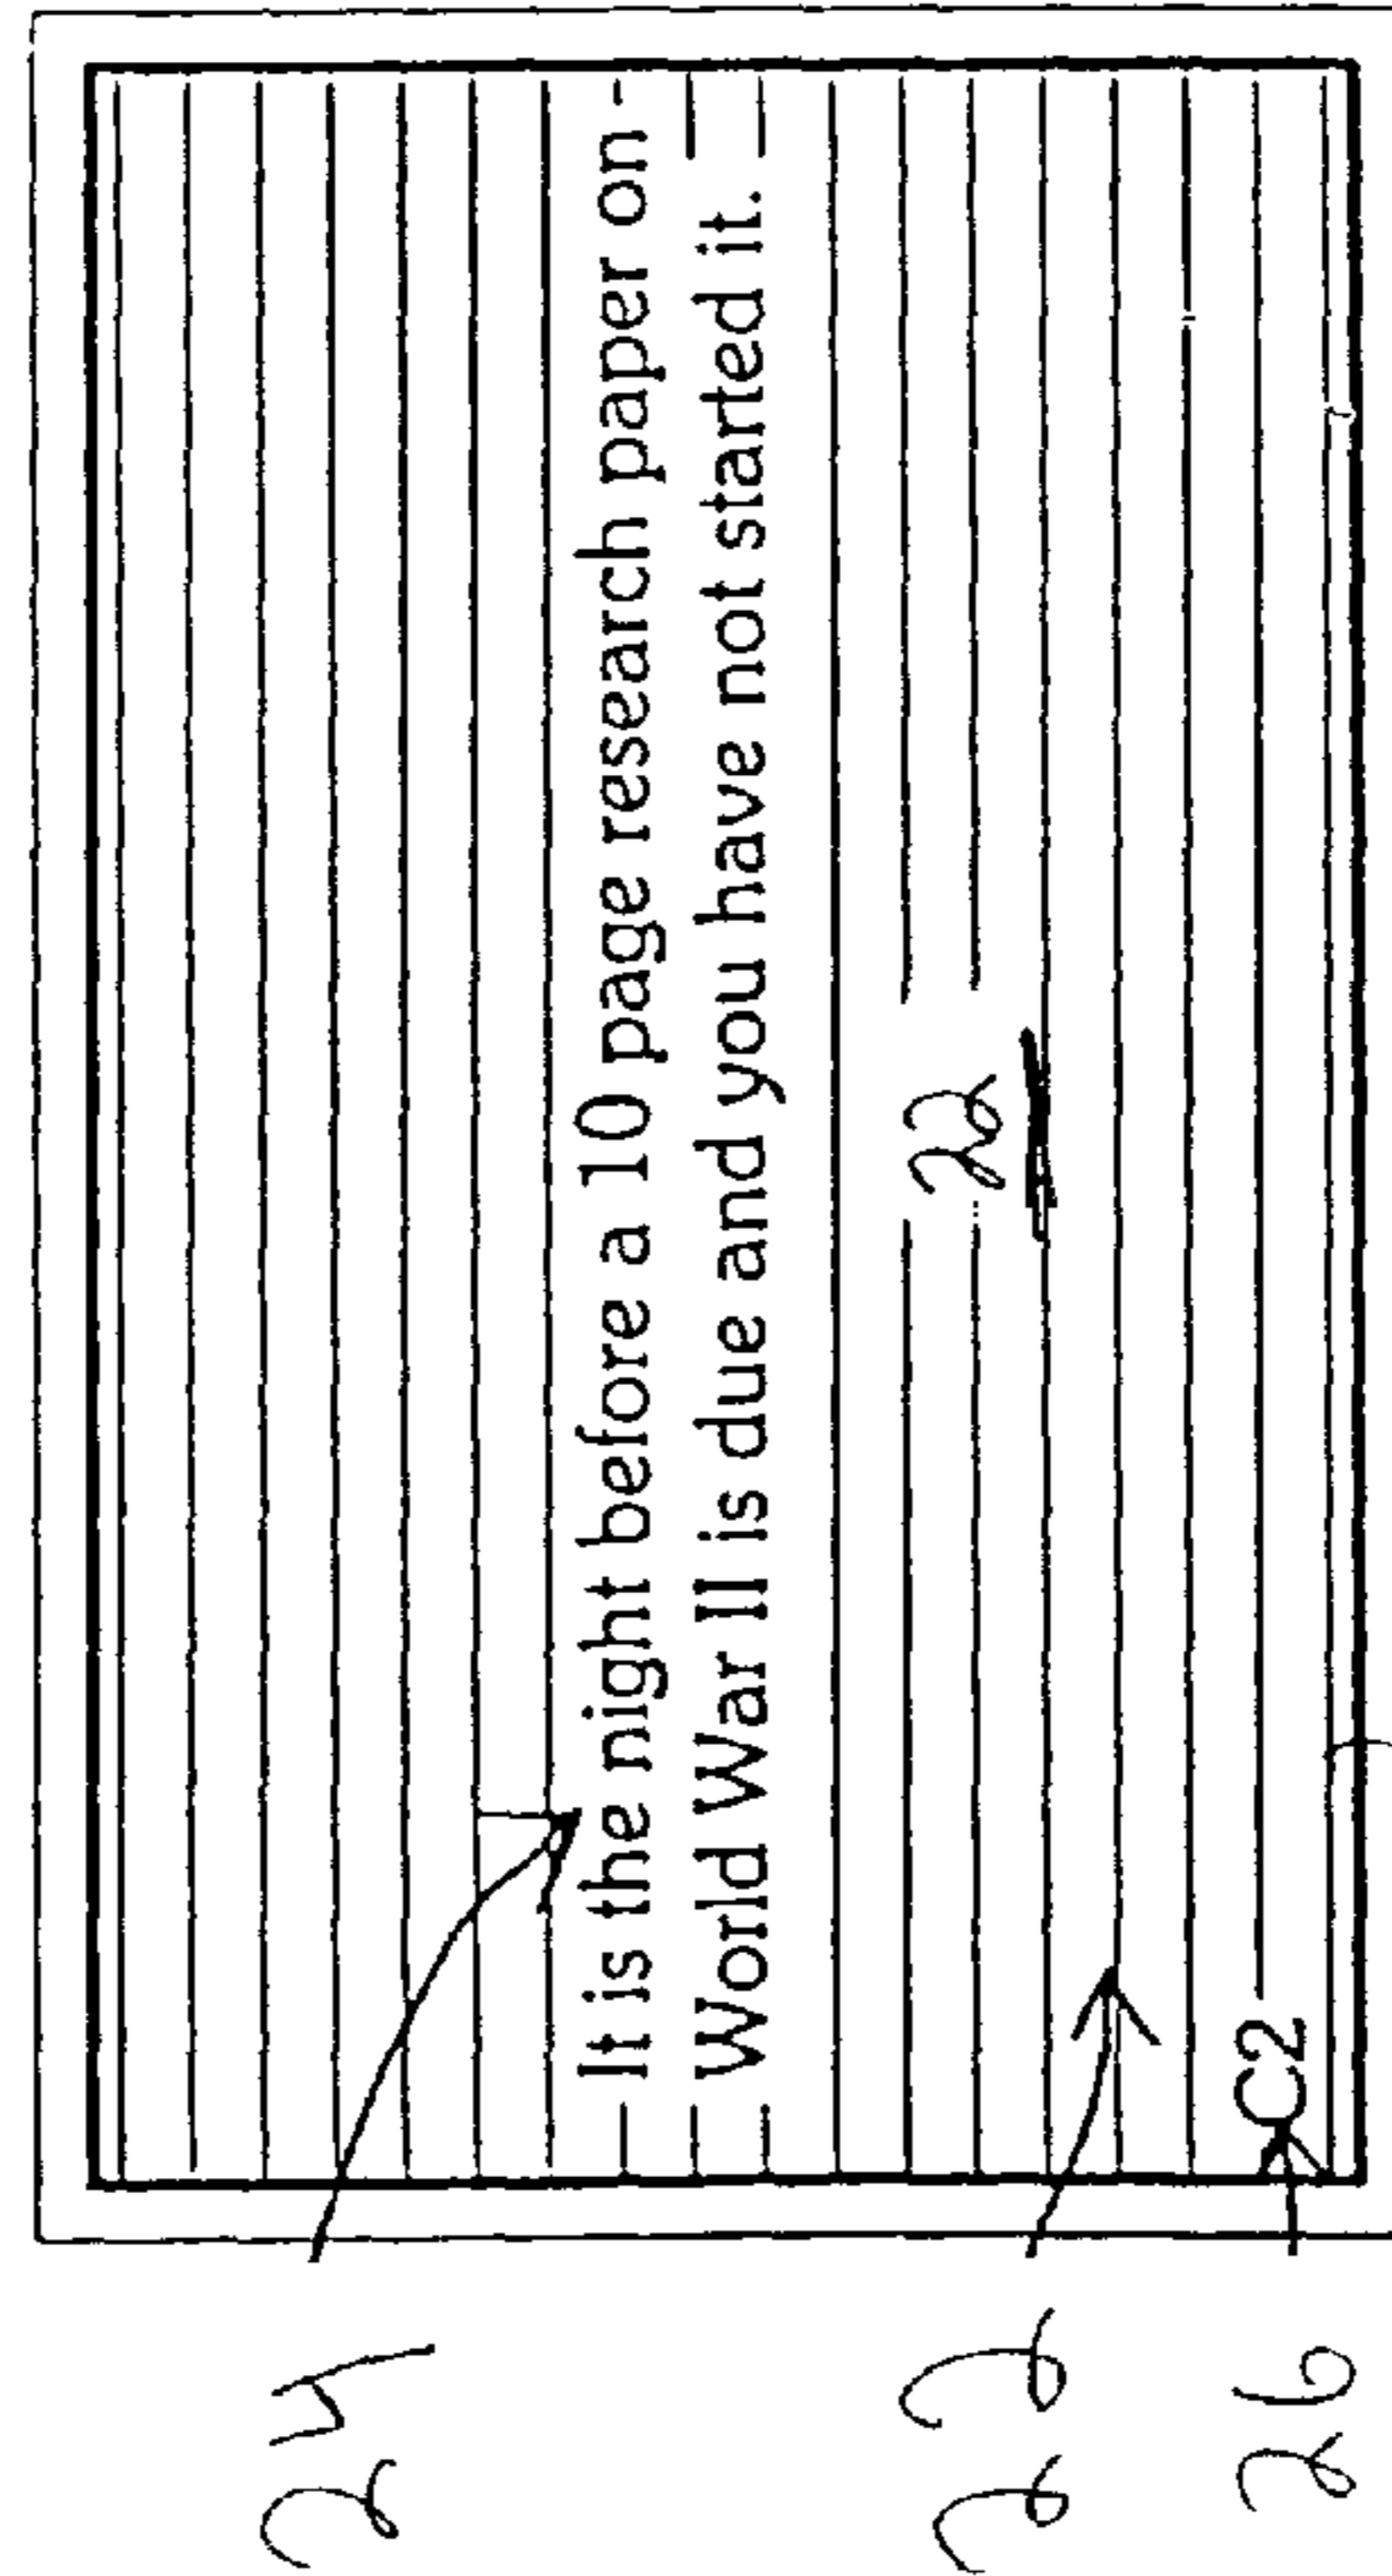 It is the night before a 10 page research paper on
World War II is due and you have not started it.
22
C2
24
22
26